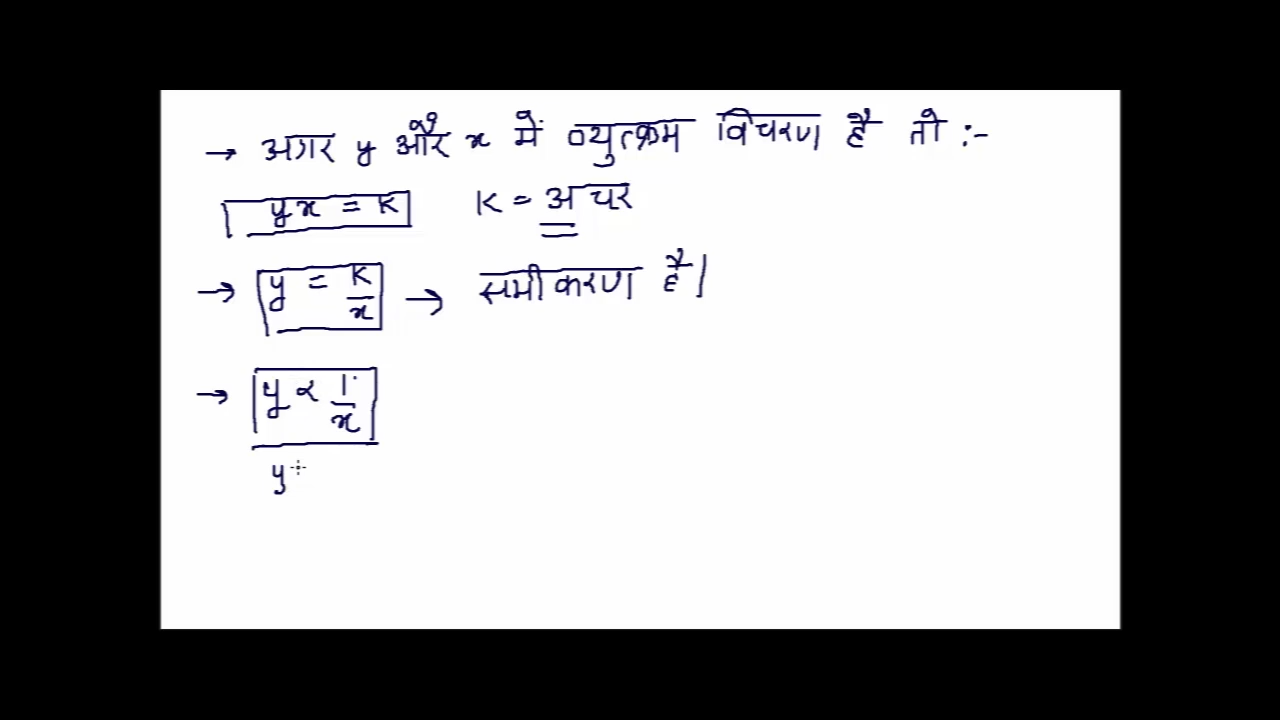 → अगर y और x में व्युत्क्रम विचरण है तो :-
yx = K K = अचर
→ y = K/x → समीकरण है।
→ y ∝ 1/x
y